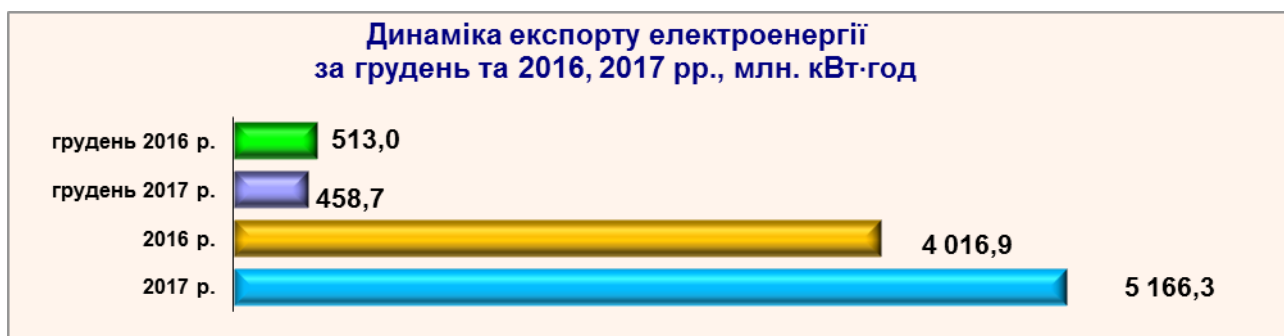 Динаміка експорту електроенергії
за грудень та 2016, 2017 рр., млн. кВт·год
грудень 2016 р. 513,0
грудень 2017 р. 458,7
2016 р. 4 016,9
2017 р. 5 166,3